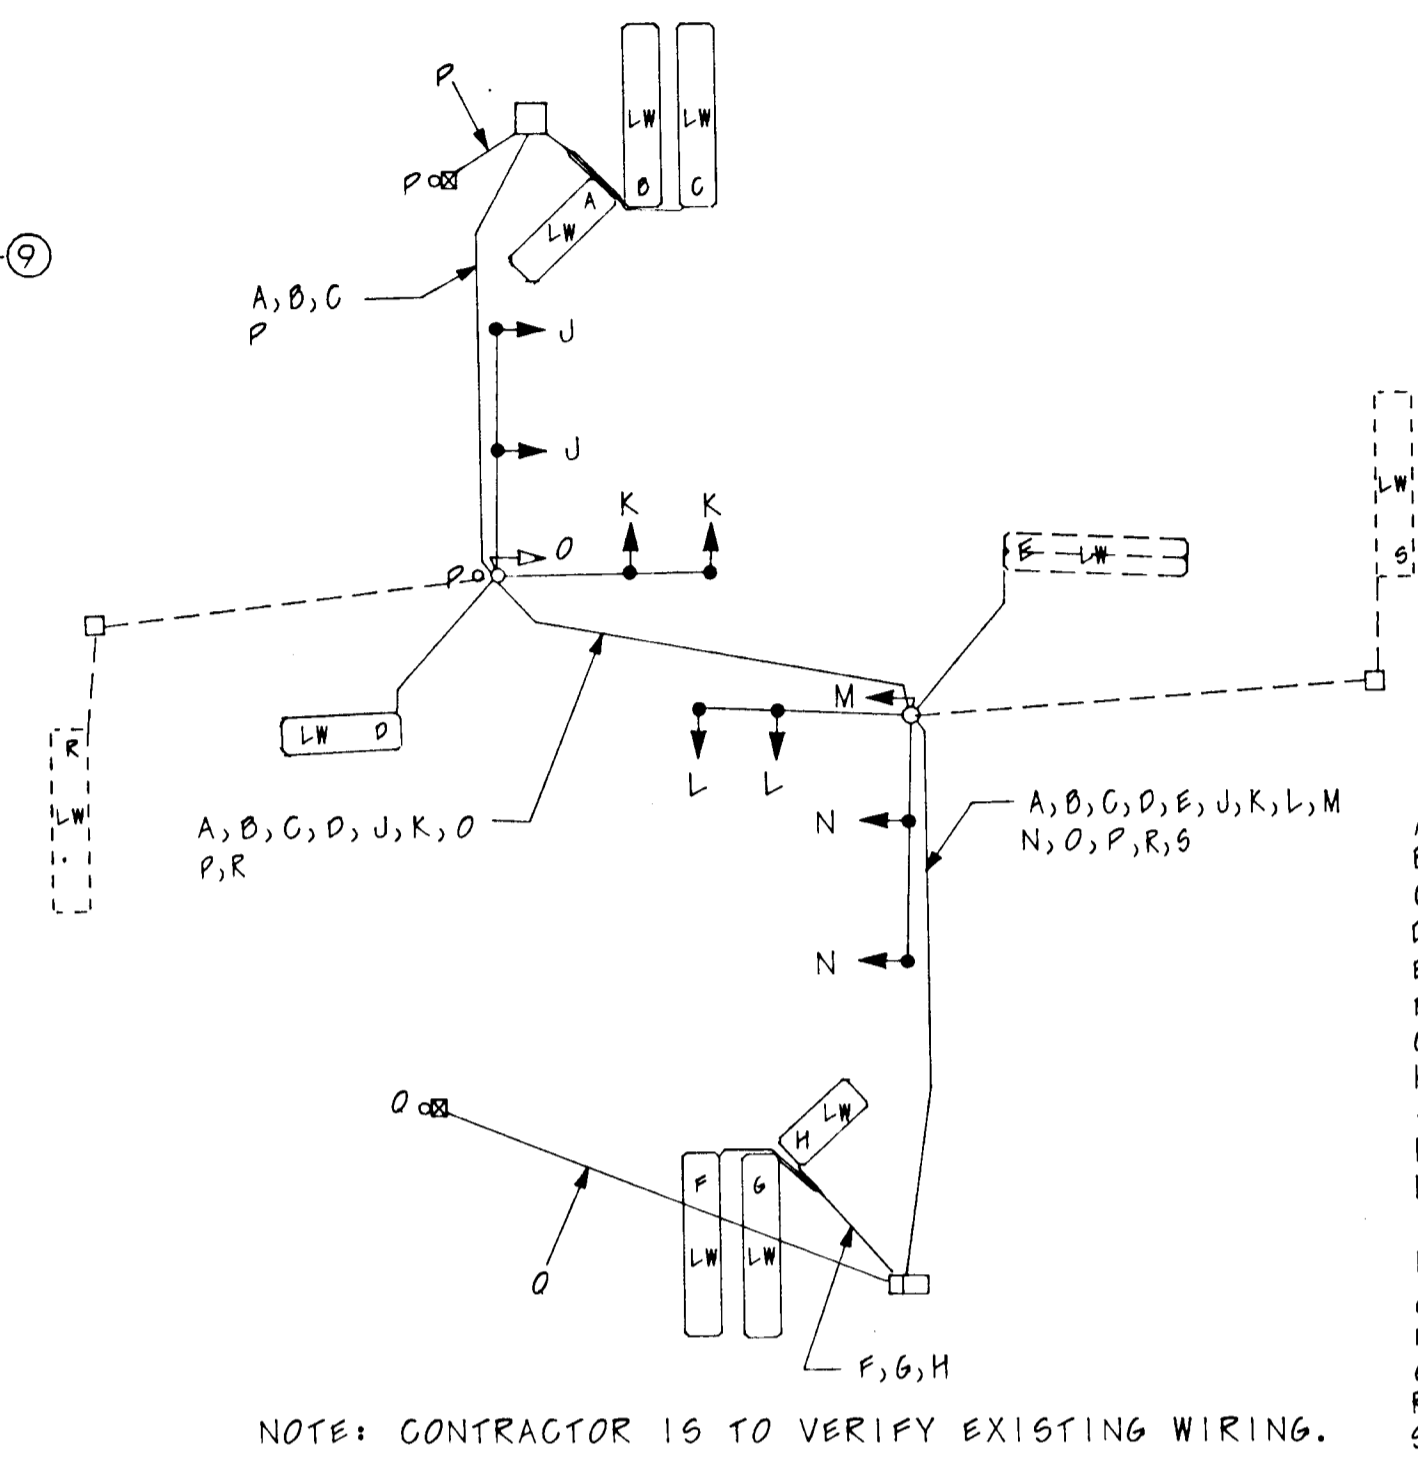 P
LW
LW
P
B
C
A
LW
9
A, B, C
P
J
J
K
K
O
P
E
LW
LW
S
M
R
LW
D
L
L
LW
A, B, C, D, J, K, O
P, R
N
A, B, C, D, E, J, K, L, M
N, O, P, R, S
N
Q
H
LW
F
G
LW
LW
Q
F, G, H
NOTE: CONTRACTOR IS TO VERIFY EXISTING WIRING.